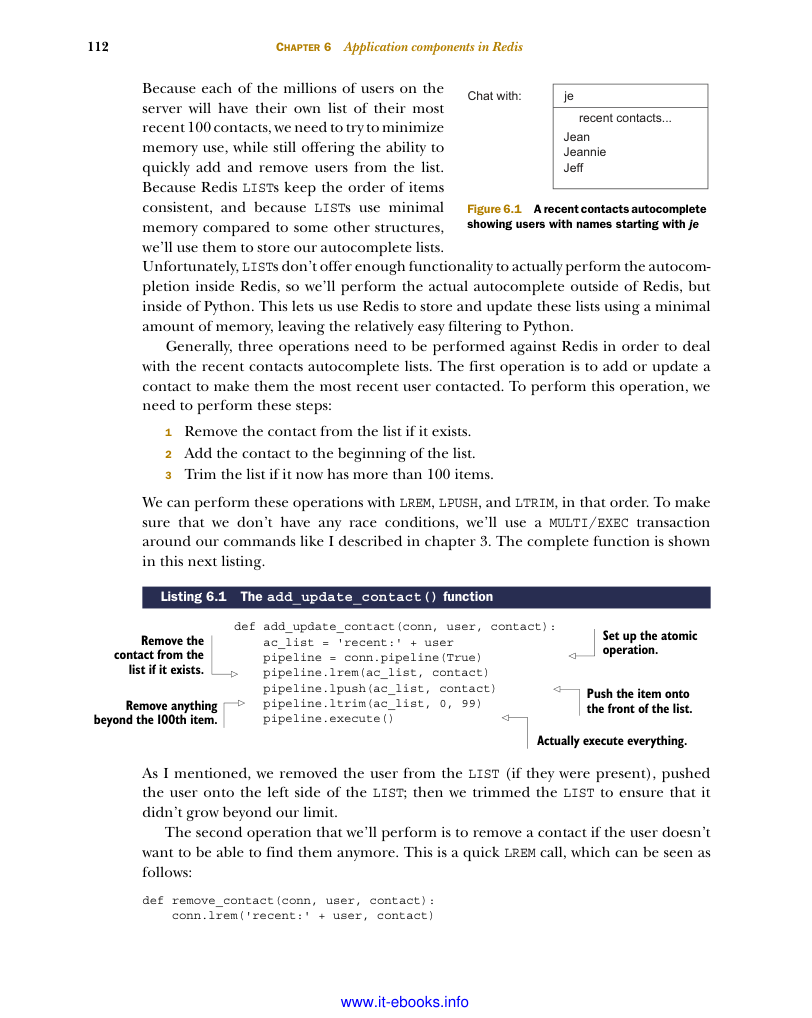 112
CHAPTER 6 Application components in Redis
Because each of the millions of users on the
server will have their own list of their most
recent 100 contacts, we need to try to minimize
memory use, while still offering the ability to
quickly add and remove users from the list.
Because Redis LISTs keep the order of items
consistent, and because LISTs use minimal
memory compared to some other structures,
we'll use them to store our autocomplete lists.
Chat with:
je
recent contacts...
Jean
Jeannie
Jeff
Figure 6.1 A recent contacts autocomplete
showing users with names starting with je
Unfortunately, LISTs don't offer enough functionality to actually perform the autocom-
pletion inside Redis, so we'll perform the actual autocomplete outside of Redis, but
inside of Python. This lets us use Redis to store and update these lists using a minimal
amount of memory, leaving the relatively easy filtering to Python.
Generally, three operations need to be performed against Redis in order to deal
with the recent contacts autocomplete lists. The first operation is to add or update a
contact to make them the most recent user contacted. To perform this operation, we
need to perform these steps:
1 Remove the contact from the list if it exists.
2 Add the contact to the beginning of the list.
3 Trim the list if it now has more than 100 items.
We can perform these operations with LREM, LPUSH, and LTRIM, in that order. To make
sure that we don't have any race conditions, we'll use a MULTI/EXEC transaction
around our commands like I described in chapter 3. The complete function is shown
in this next listing.
Listing 6.1 The add_update_contact() function
def add_update_contact(conn, user, contact):
ac_list = 'recent:' + user
pipeline = conn.pipeline(True)
pipeline.lrem(ac_list, contact)
pipeline.lpush(ac_list, contact)
pipeline.ltrim(ac_list, 0, 99)
pipeline.execute()
Remove the
contact from the
list if it exists.
Remove anything
beyond the 100th item.
Set up the atomic
operation.
Push the item onto
the front of the list.
Actually execute everything.
As I mentioned, we removed the user from the LIST (if they were present), pushed
the user onto the left side of the LIST; then we trimmed the LIST to ensure that it
didn't grow beyond our limit.
The second operation that we'll perform is to remove a contact if the user doesn't
want to be able to find them anymore. This is a quick LREM call, which can be seen as
follows:
def remove_contact(conn, user, contact):
conn.lrem('recent:' + user, contact)
www.it-ebooks.info